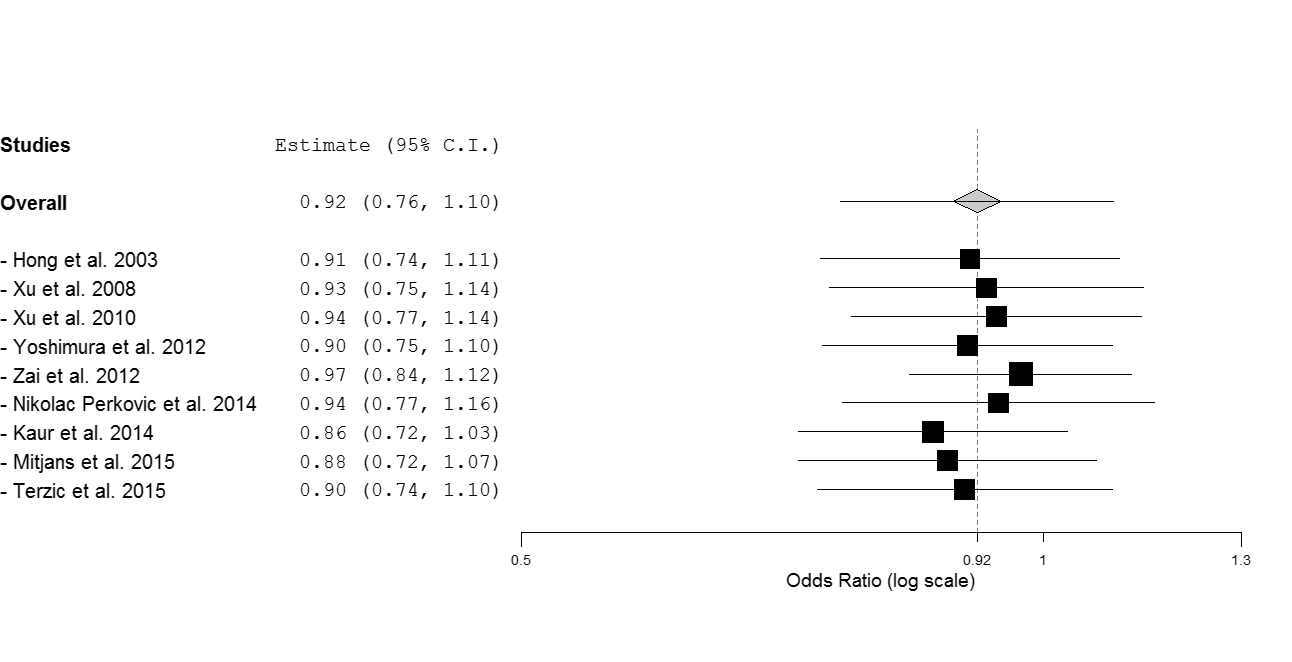 Studies Estimate (95% C.I.)
Overall 0.92 (0.76, 1.10)
- Hong et al. 2003 0.91 (0.74, 1.11)
- Xu et al. 2008 0.93 (0.75, 1.14)
- Xu et al. 2010 0.94 (0.77, 1.14)
- Yoshimura et al. 2012 0.90 (0.75, 1.10)
- Zai et al. 2012 0.97 (0.84, 1.12)
- Nikolac Perkovic et al. 2014 0.94 (0.77, 1.16)
- Kaur et al. 2014 0.86 (0.72, 1.03)
- Mitjans et al. 2015 0.88 (0.72, 1.07)
- Terzic et al. 2015 0.90 (0.74, 1.10)
0.5 0.92 1 1.3
Odds Ratio (log scale)